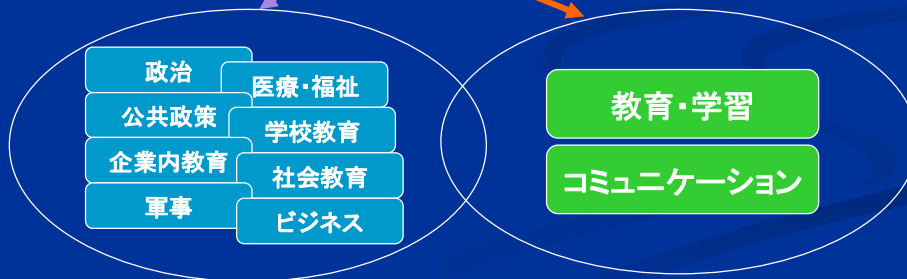 政治
医療・福祉
公共政策
学校教育
企業内教育
社会教育
軍事
ビジネス
教育・学習
コミュニケーション